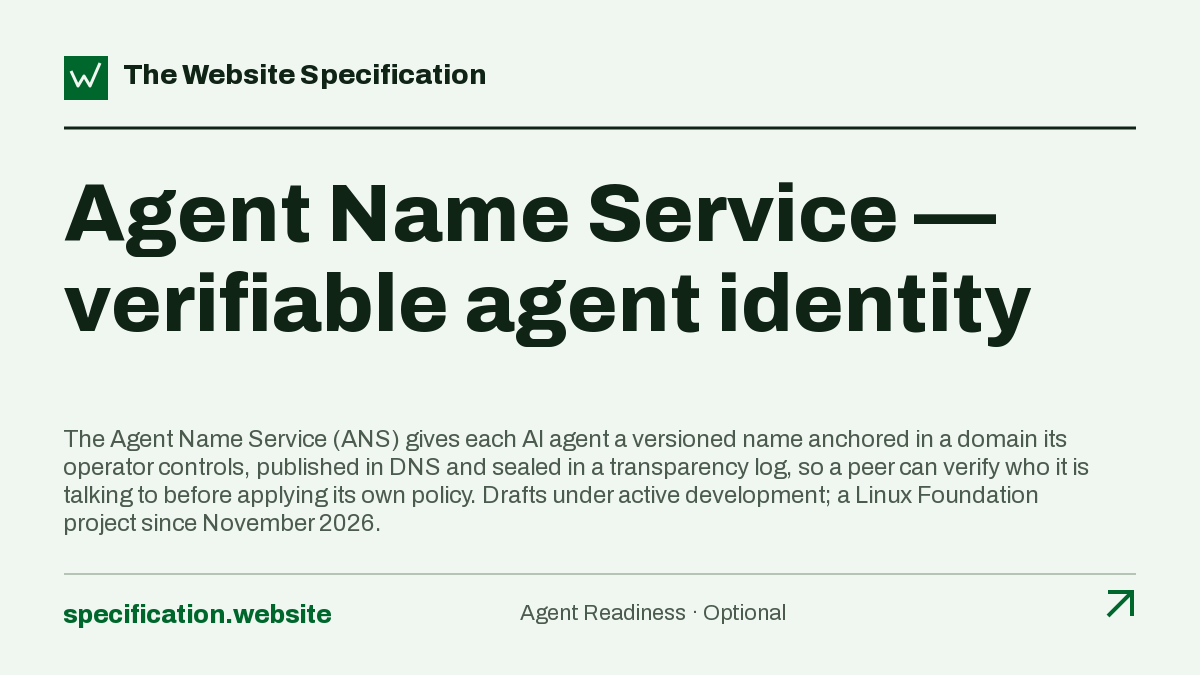 The Website Specification
Agent Name Service —
verifiable agent identity
The Agent Name Service (ANS) gives each AI agent a versioned name anchored in a domain its
operator controls, published in DNS and sealed in a transparency log, so a peer can verify who it is
talking to before applying its own policy. Drafts under active development; a Linux Foundation
project since November 2026.
specification.website
Agent Readiness · Optional